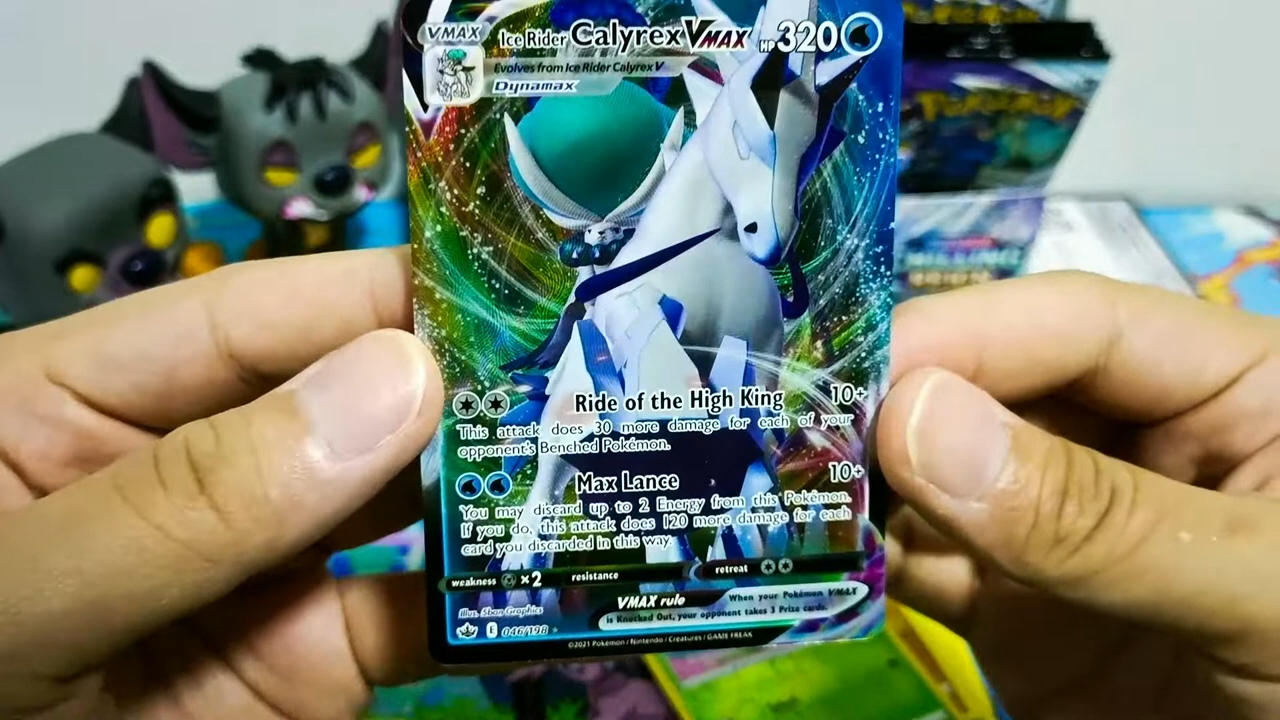 VMAX
Ice Rider Calyrex VMAX HP 320
Evolves from Ice Rider Calyrex V
Dynamax
Pokémon
Ride of the High King 10+
This attack does 30 more damage for each of your
opponent's Benched Pokémon.
Max Lance 10+
You may discard up to 2 Energy from this Pokémon.
If you do, this attack does 120 more damage for each
card you discarded in this way.
weakness ×2 resistance retreat
VMAX rule When your Pokémon VMAX
is Knocked Out, your opponent takes 3 Prize cards.
Illus. 5ban Graphics
E 046/198
©2021 Pokémon / Nintendo / Creatures / GAME FREAK